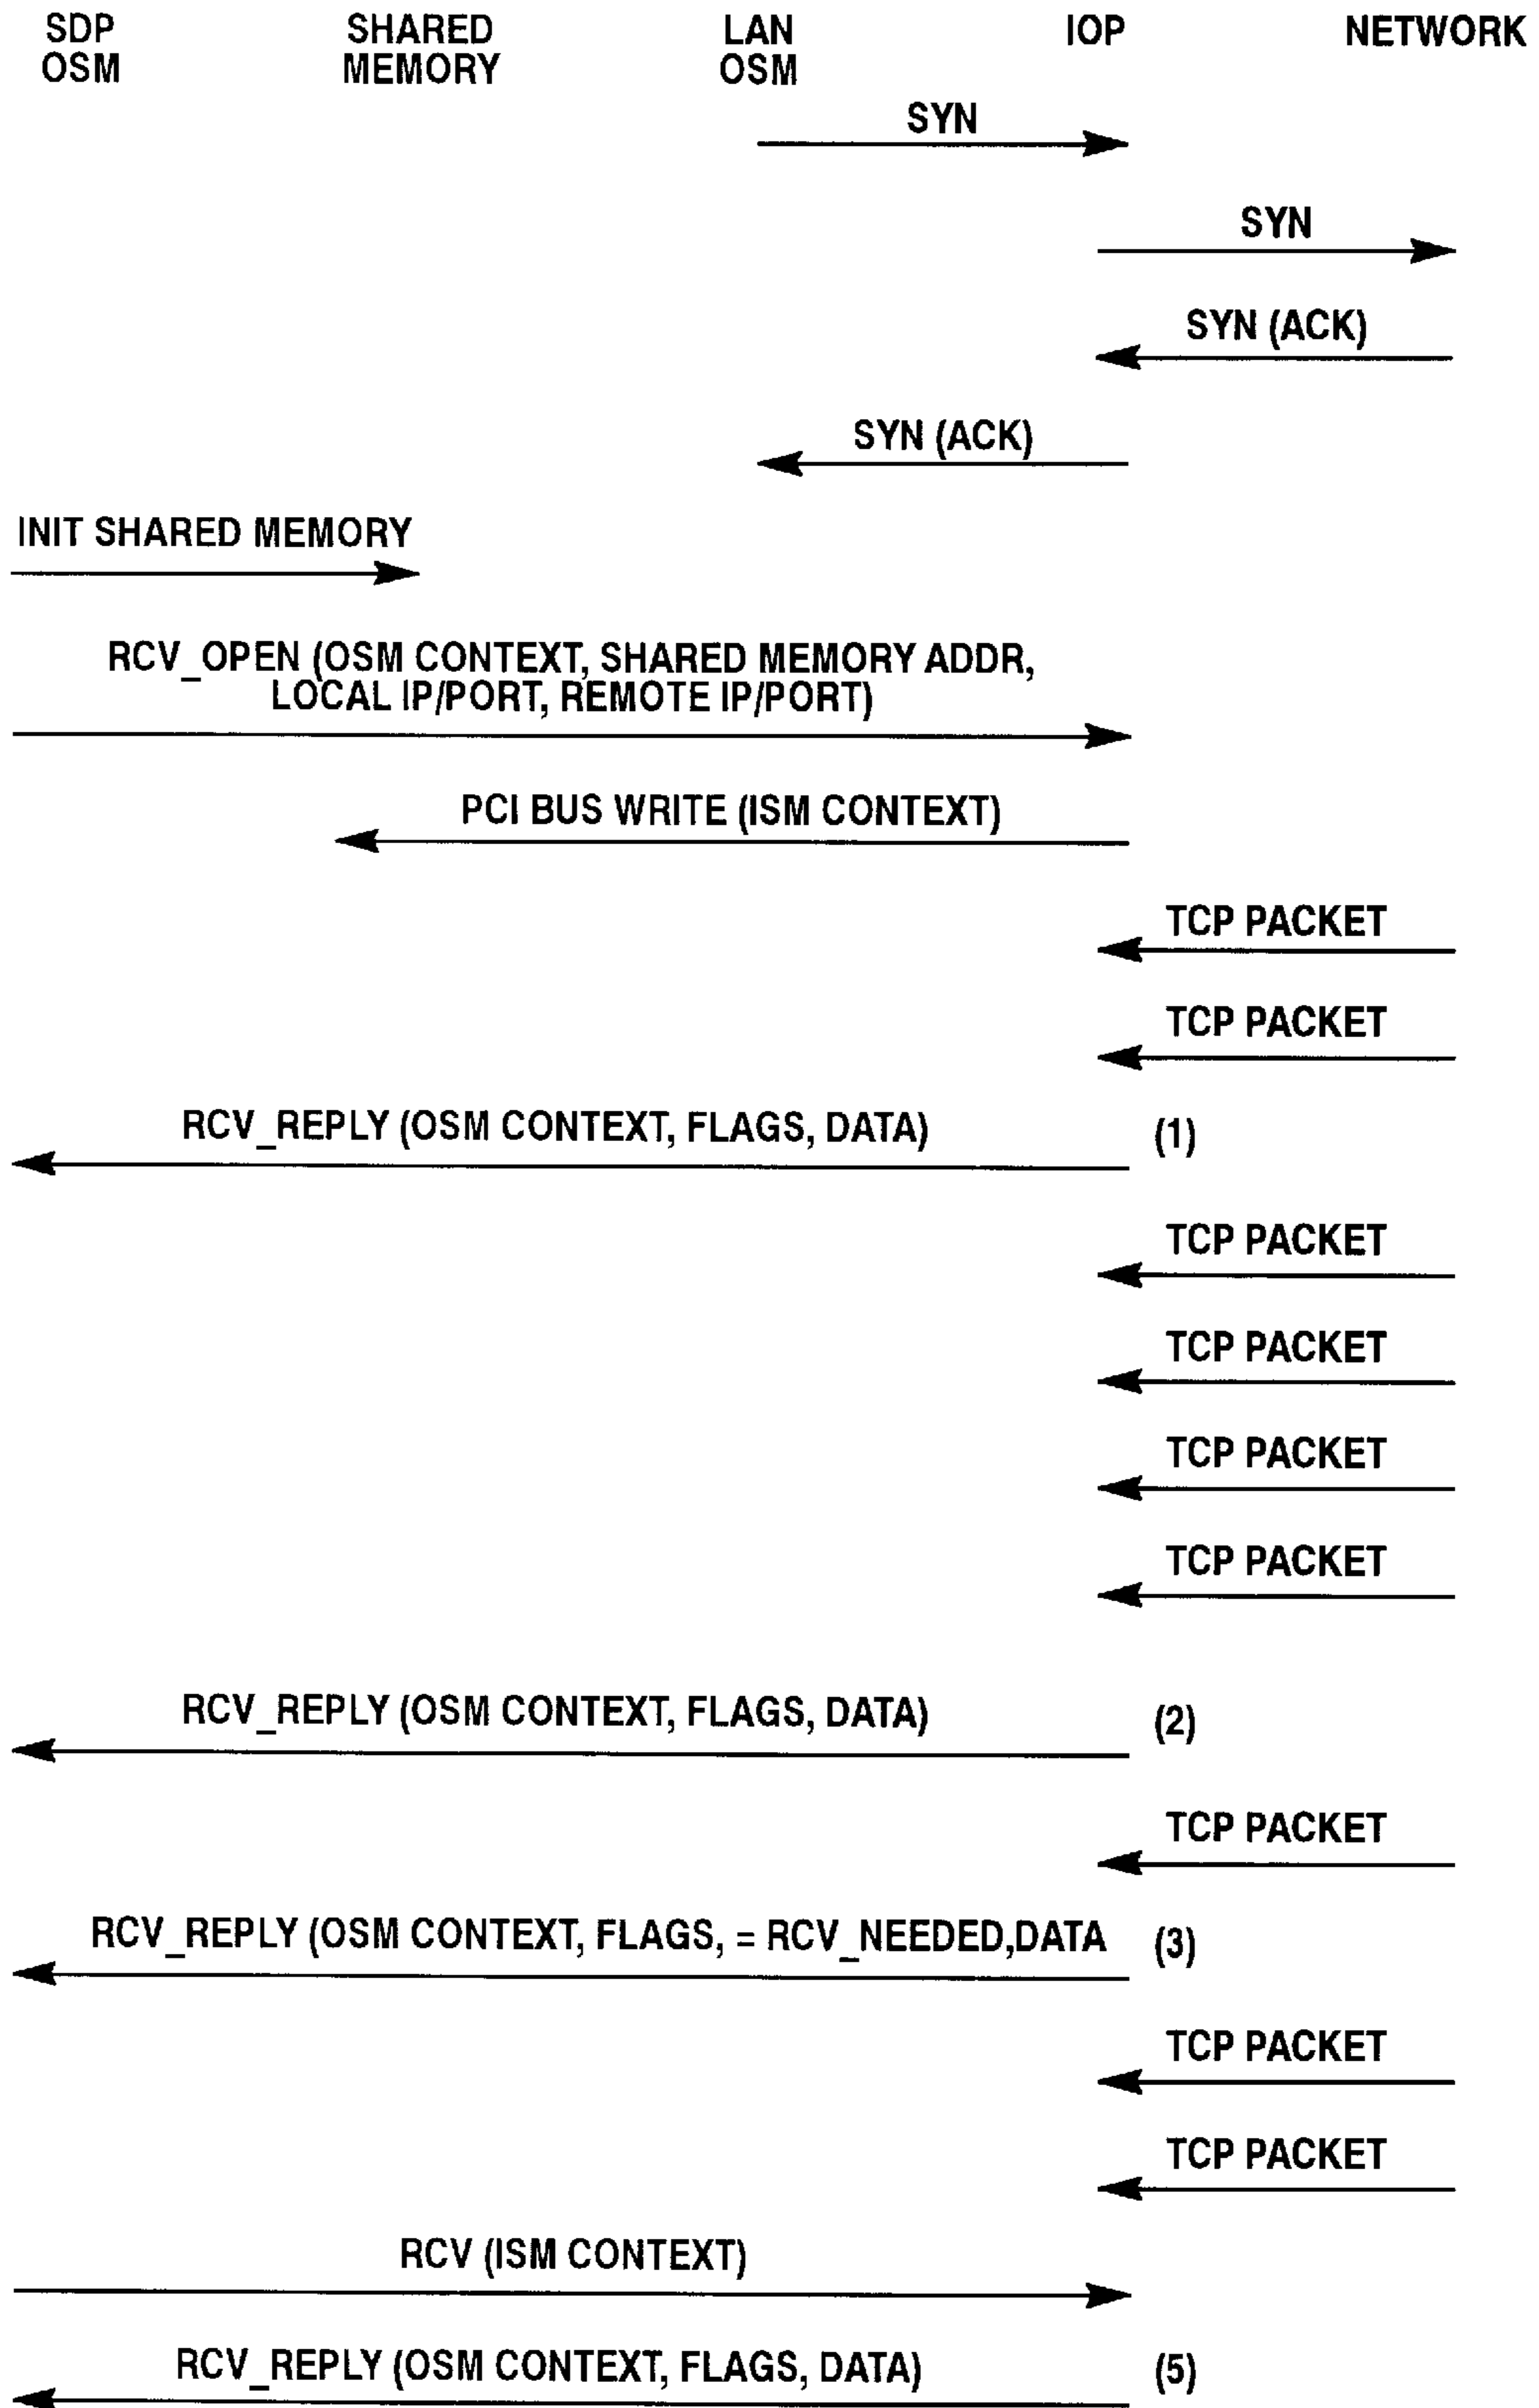 SDP
OSM
SHARED
MEMORY
LAN
OSM
IOP
NETWORK
SYN
SYN
SYN (ACK)
SYN (ACK)
INIT SHARED MEMORY
RCV_OPEN (OSM CONTEXT, SHARED MEMORY ADDR,
LOCAL IP/PORT, REMOTE IP/PORT)
PCI BUS WRITE (ISM CONTEXT)
TCP PACKET
TCP PACKET
RCV_REPLY (OSM CONTEXT, FLAGS, DATA) (1)
TCP PACKET
TCP PACKET
TCP PACKET
TCP PACKET
RCV_REPLY (OSM CONTEXT, FLAGS, DATA) (2)
TCP PACKET
RCV_REPLY (OSM CONTEXT, FLAGS, = RCV_NEEDED,DATA (3)
TCP PACKET
TCP PACKET
RCV (ISM CONTEXT)
RCV_REPLY (OSM CONTEXT, FLAGS, DATA) (5)